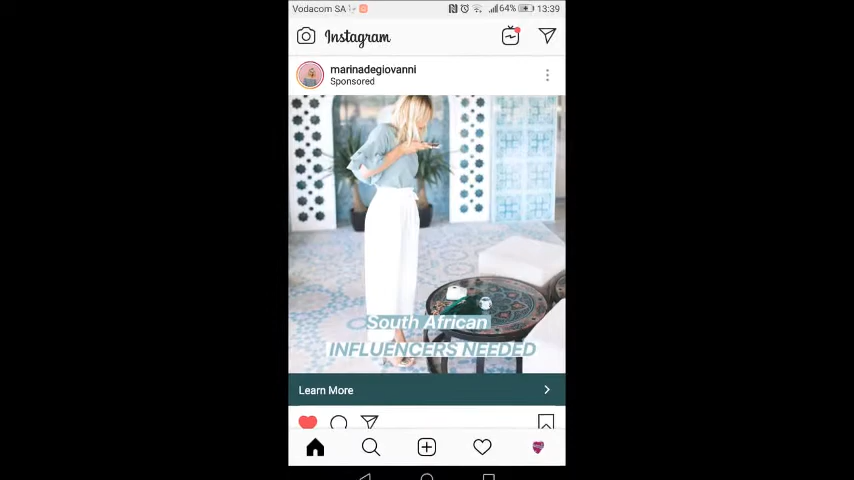 Vodacom SA
64%
13:39
Instagram
marinadegiovanni
Sponsored
South African
INFLUENCERS NEEDED
Learn More